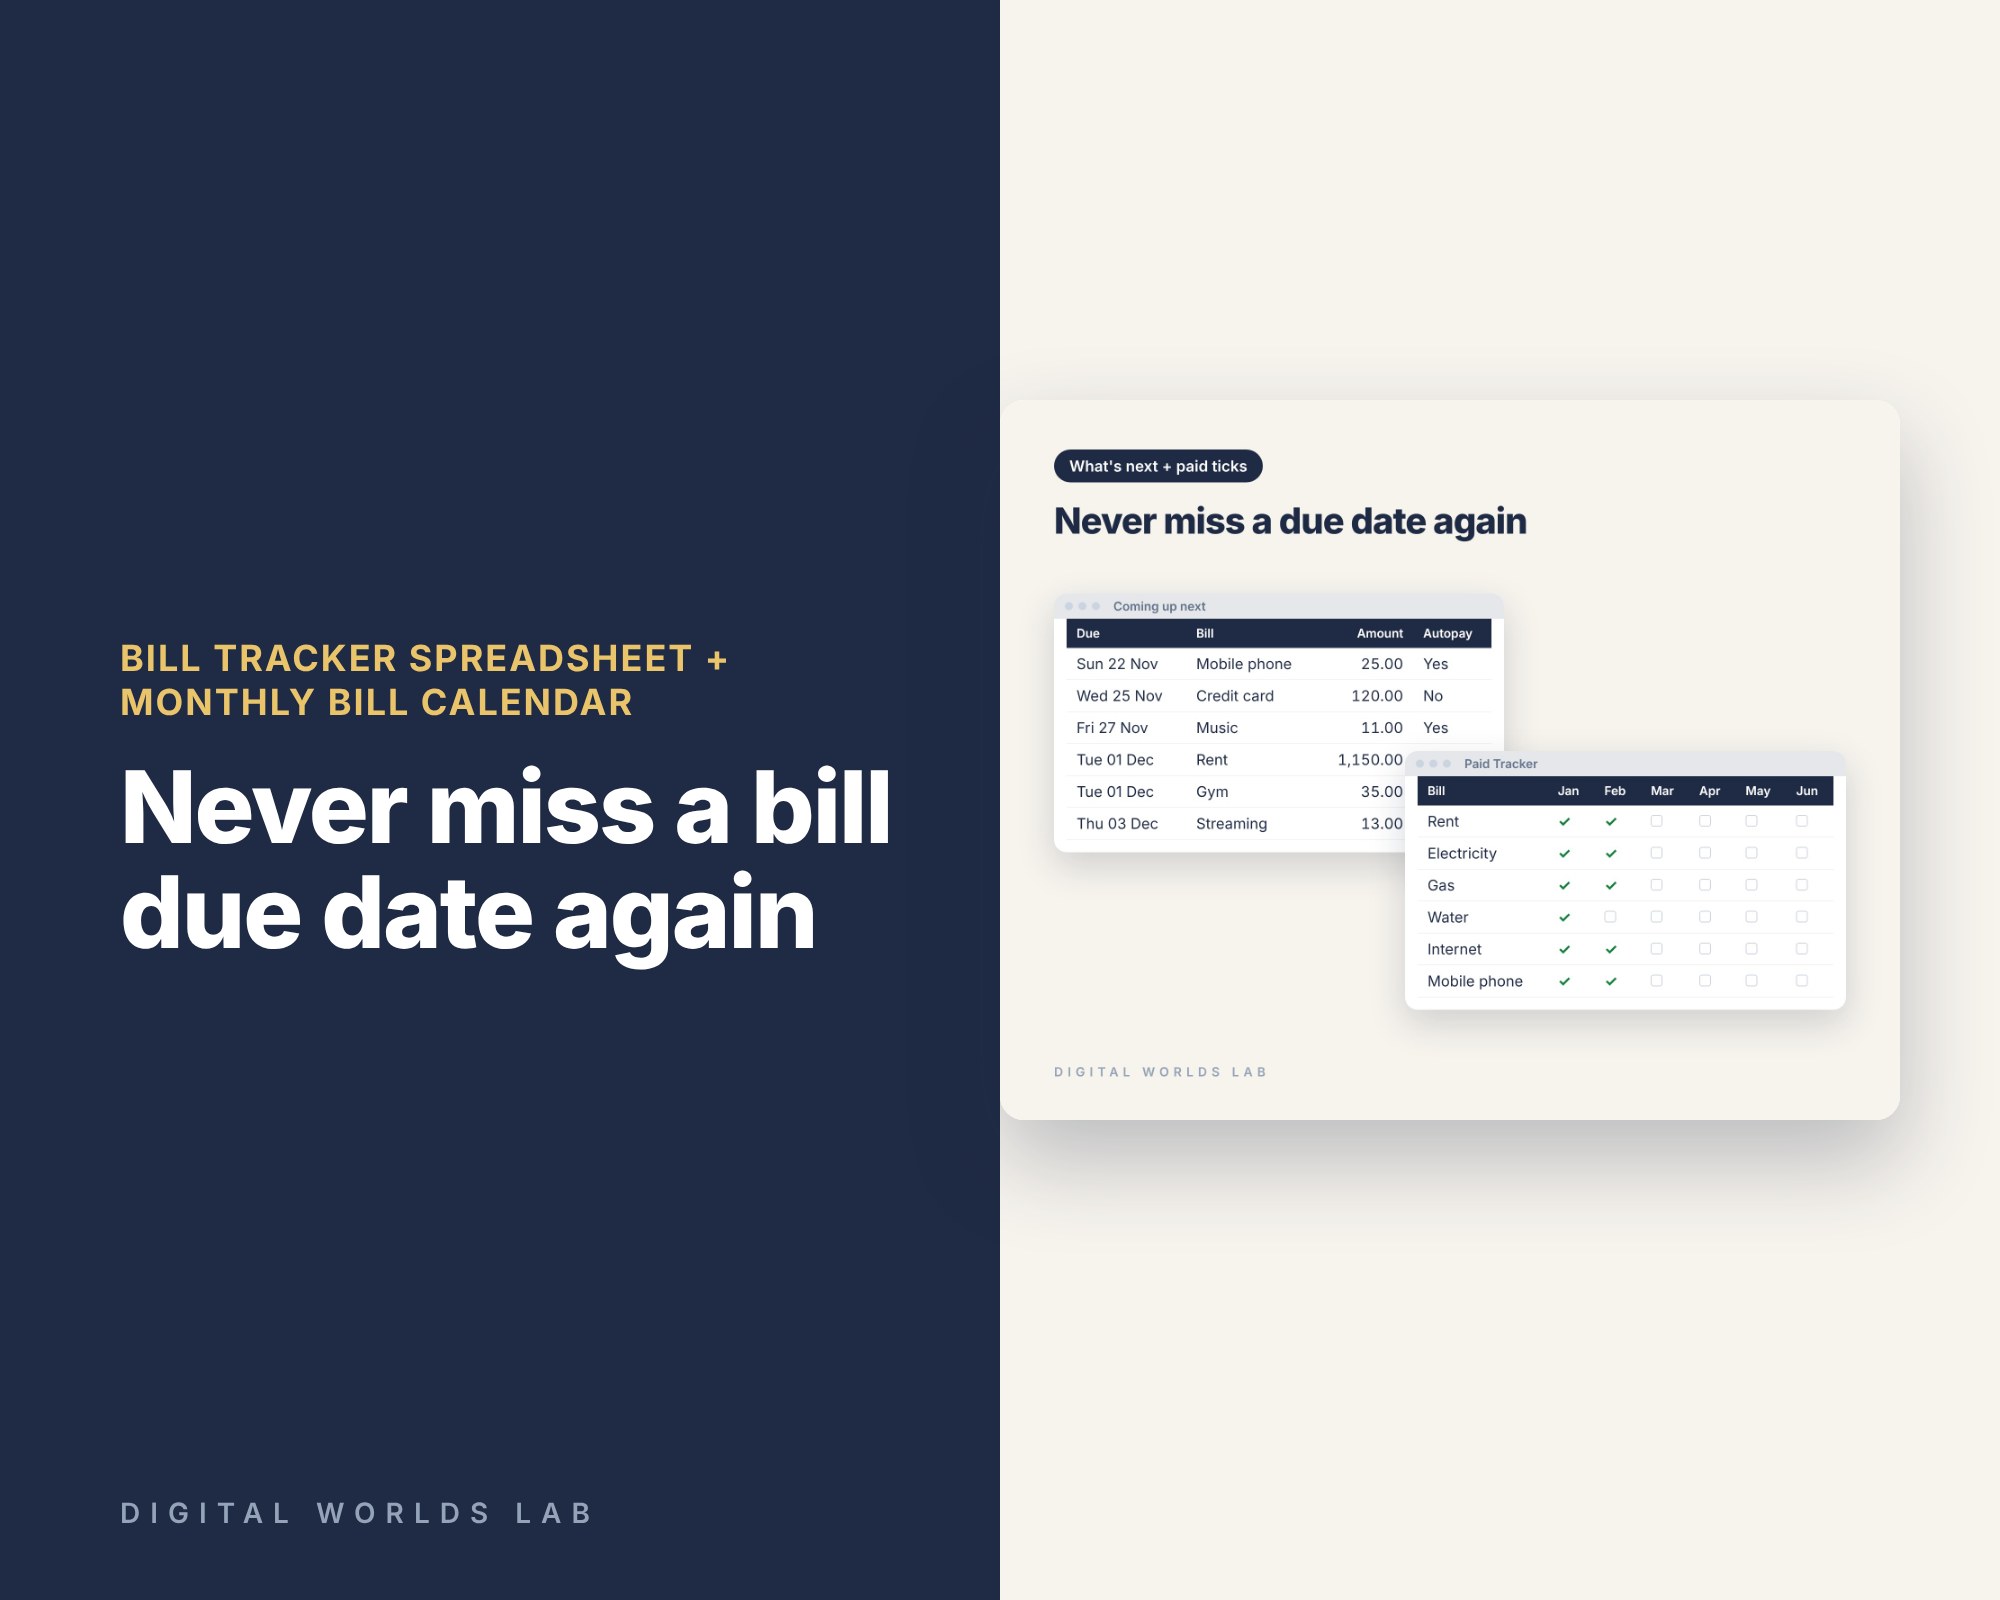 BILL TRACKER SPREADSHEET +
MONTHLY BILL CALENDAR
Never miss a bill
due date again
DIGITAL WORLDS LAB
What's next + paid ticks
Never miss a due date again
Coming up next
Due Bill Amount Autopay
Sun 22 Nov Mobile phone 25.00 Yes
Wed 25 Nov Credit card 120.00 No
Fri 27 Nov Music 11.00 Yes
Tue 01 Dec Rent 1,150.00
Tue 01 Dec Gym 35.00
Thu 03 Dec Streaming 13.00
Paid Tracker
Bill Jan Feb Mar Apr May Jun
Rent
Electricity
Gas
Water
Internet
Mobile phone
DIGITAL WORLDS LAB